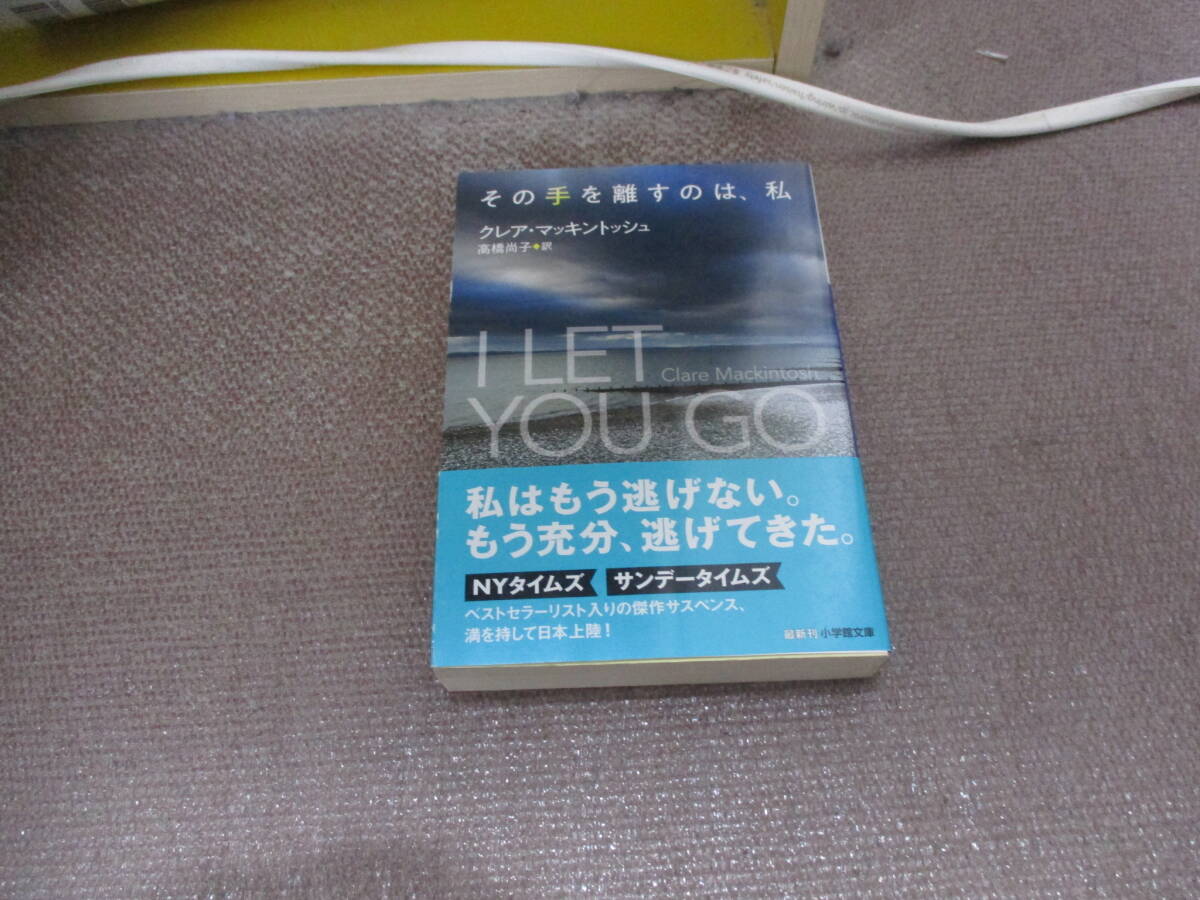 その手を離すのは、私
クレア・マッキントッシュ
高橋尚子◆訳
I LET
Clare Mackintosh
YOU GO
私はもう逃げない。
もう充分、逃げてきた。
NYタイムズ サンデータイムズ
ベストセラーリスト入りの傑作サスペンス、
満を持して日本上陸！
最新刊 小学館文庫